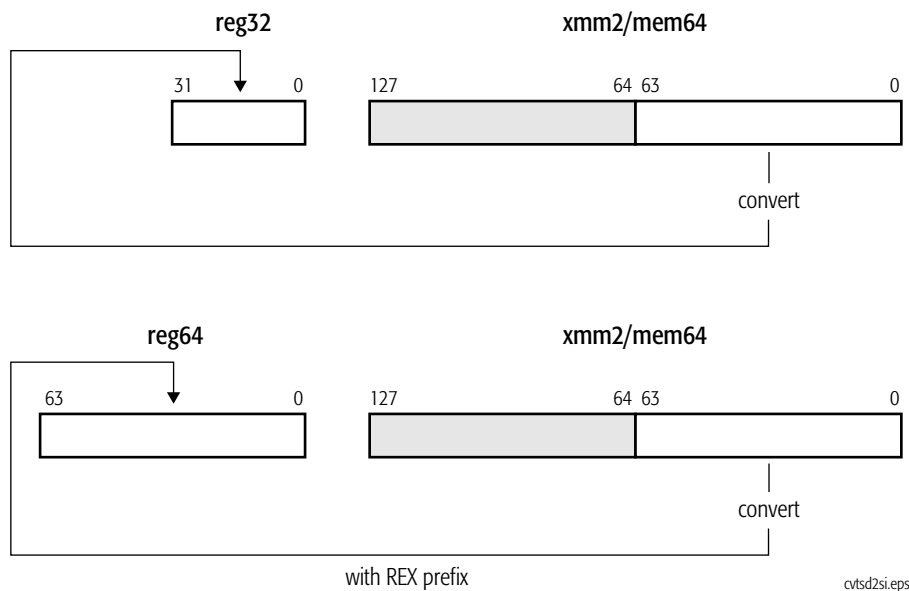 reg32 xmm2/mem64
31 0 127 64 63 0
convert
reg64 xmm2/mem64
63 0 127 64 63 0
convert
with REX prefix
cvtsd2si.eps